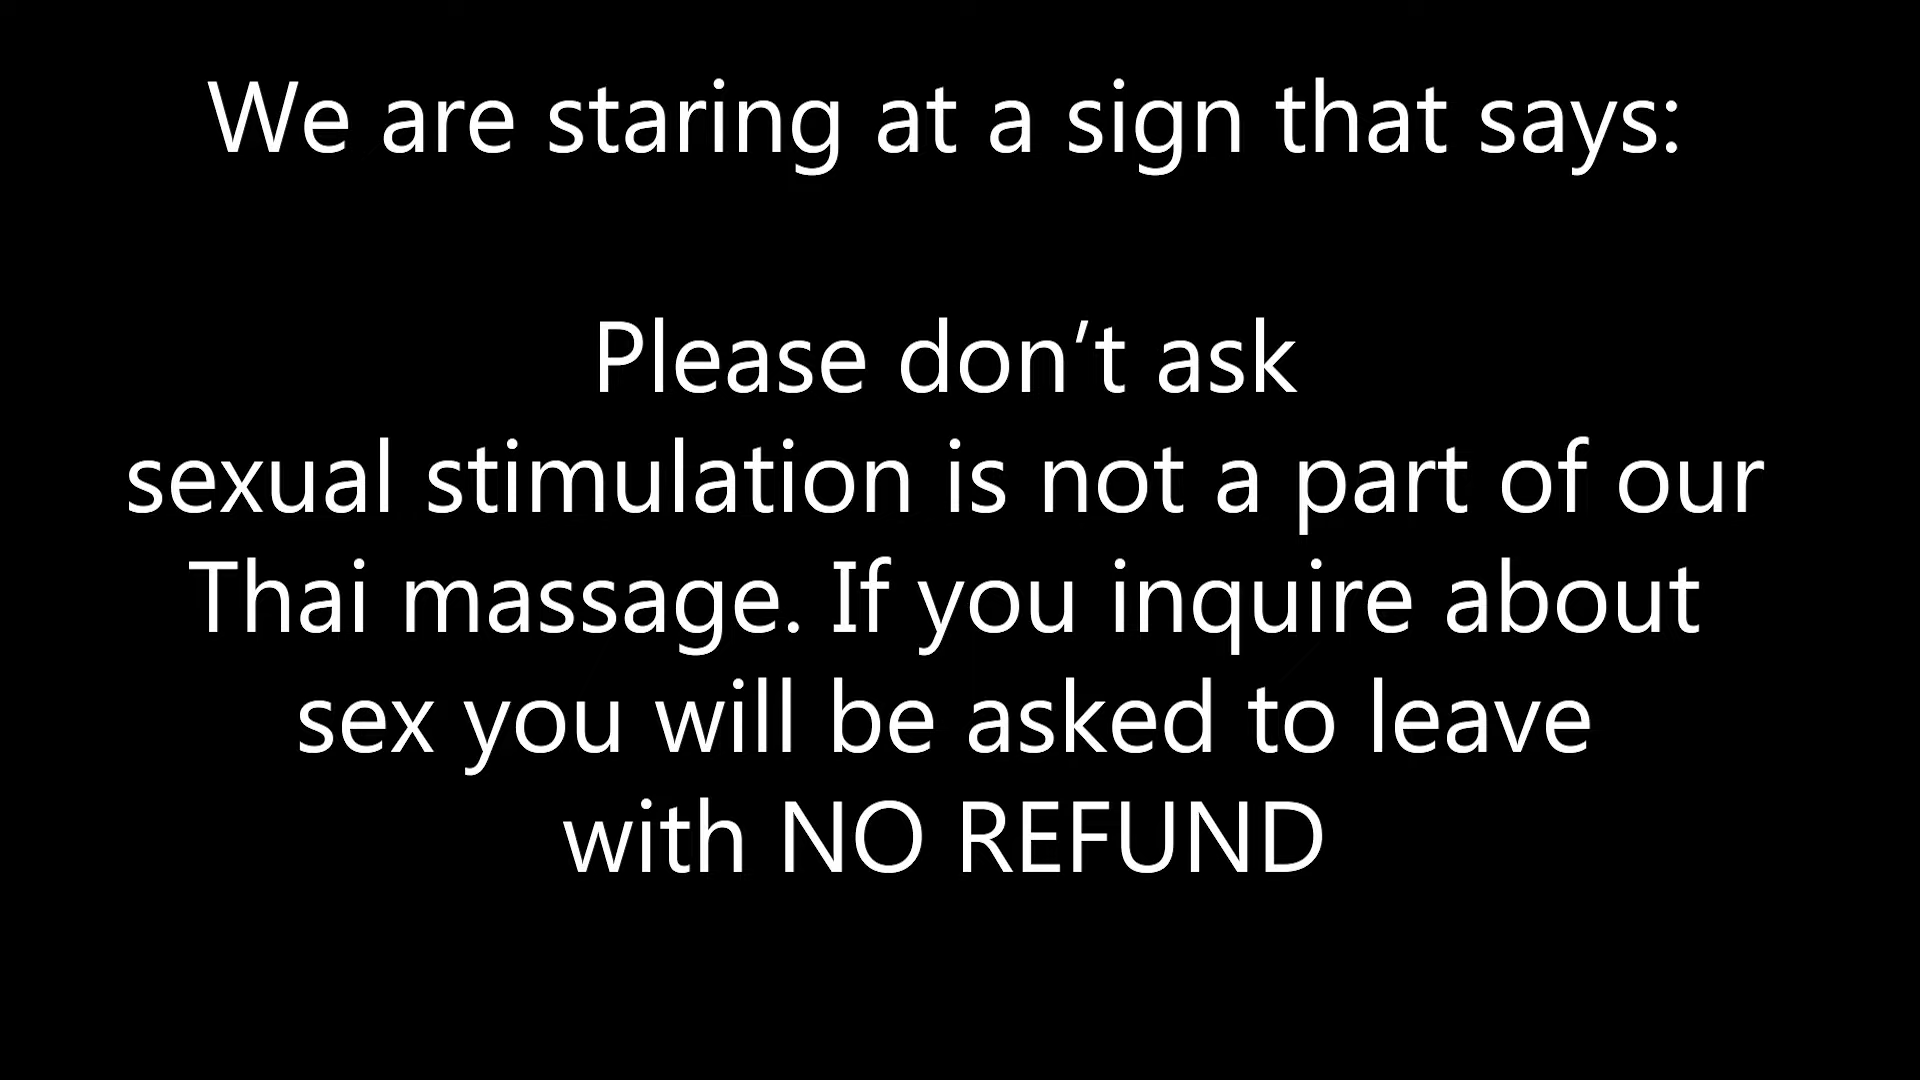 We are staring at a sign that says:
Please don’t ask
sexual stimulation is not a part of our
Thai massage. If you inquire about
sex you will be asked to leave
with NO REFUND